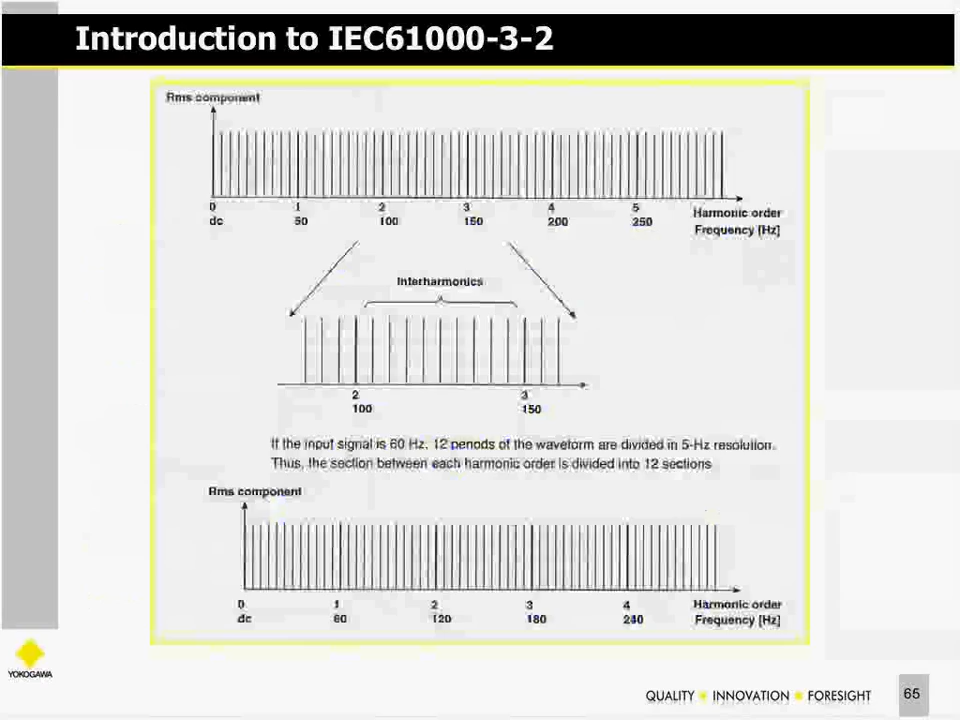 Introduction to IEC61000-3-2
Rms component
0 1 2 3 4 5 Harmonic order
dc 50 100 150 200 250 Frequency [Hz]
Interharmonics
2 3
100 150
If the input signal is 60 Hz, 12 periods of the waveform are divided in 5-Hz resolution.
Thus, the section between each harmonic order is divided into 12 sections
Rms component
0 1 2 3 4 Harmonic order
dc 60 120 180 240 Frequency [Hz]
YOKOGAWA
QUALITY INNOVATION FORESIGHT 65